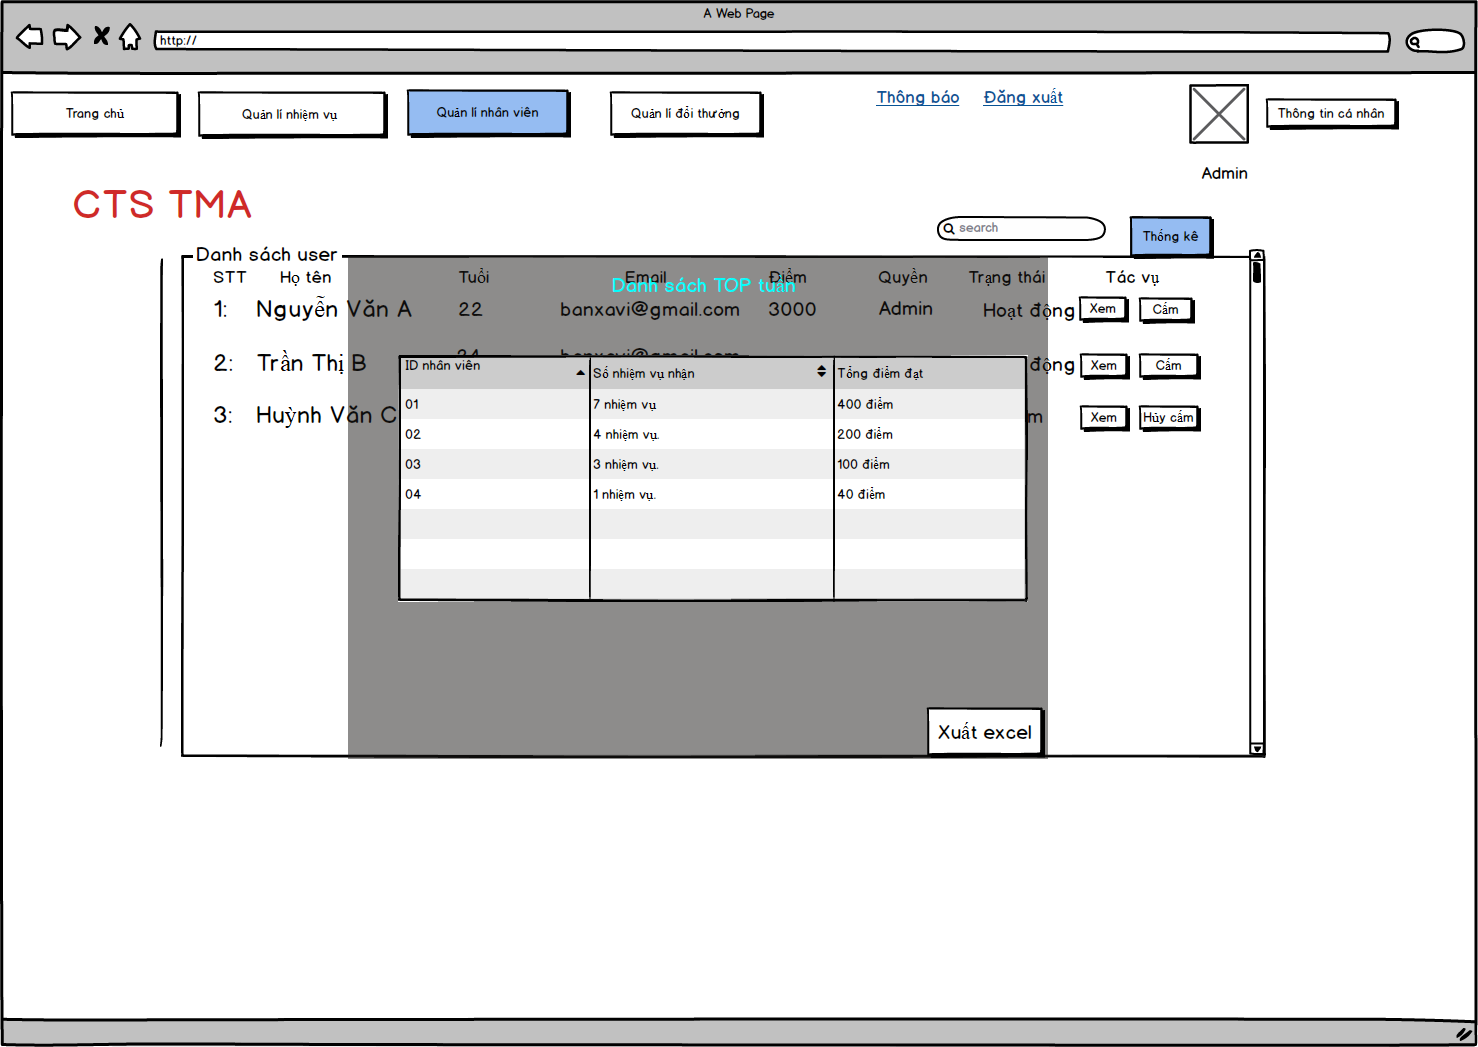 A Web Page
http://
Trang chủ
Quản lí nhiệm vụ
Quản lí nhân viên
Quản lí đổi thưởng
Thông báo
Đăng xuất
Thông tin cá nhân
Admin
CTS TMA
search
Thống kê
Danh sách user
STT Họ tên Tuổi Email Điểm Quyền Trạng thái Tác vụ
Danh sách TOP tuần
1: Nguyễn Văn A 22 banxavi@gmail.com 3000 Admin Hoạt động Xem Cấm
2: Trần Thị B 24 banxavi@gmail.com động Xem Cấm
3: Huỳnh Văn C m Xem Hủy cấm
ID nhân viên Số nhiệm vụ nhận Tổng điểm đạt
01 7 nhiệm vụ 400 điểm
02 4 nhiệm vụ. 200 điểm
03 3 nhiệm vụ. 100 điểm
04 1 nhiệm vụ. 40 điểm
Xuất excel